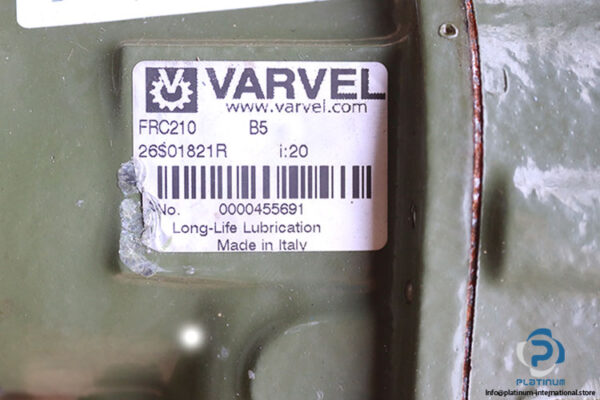 VARVEL
www.varvel.com
FRC210 B5
26S01821R i:20
No. 0000455691
Long-Life Lubrication
Made in Italy
PLATINUM
info@platinum-international.store